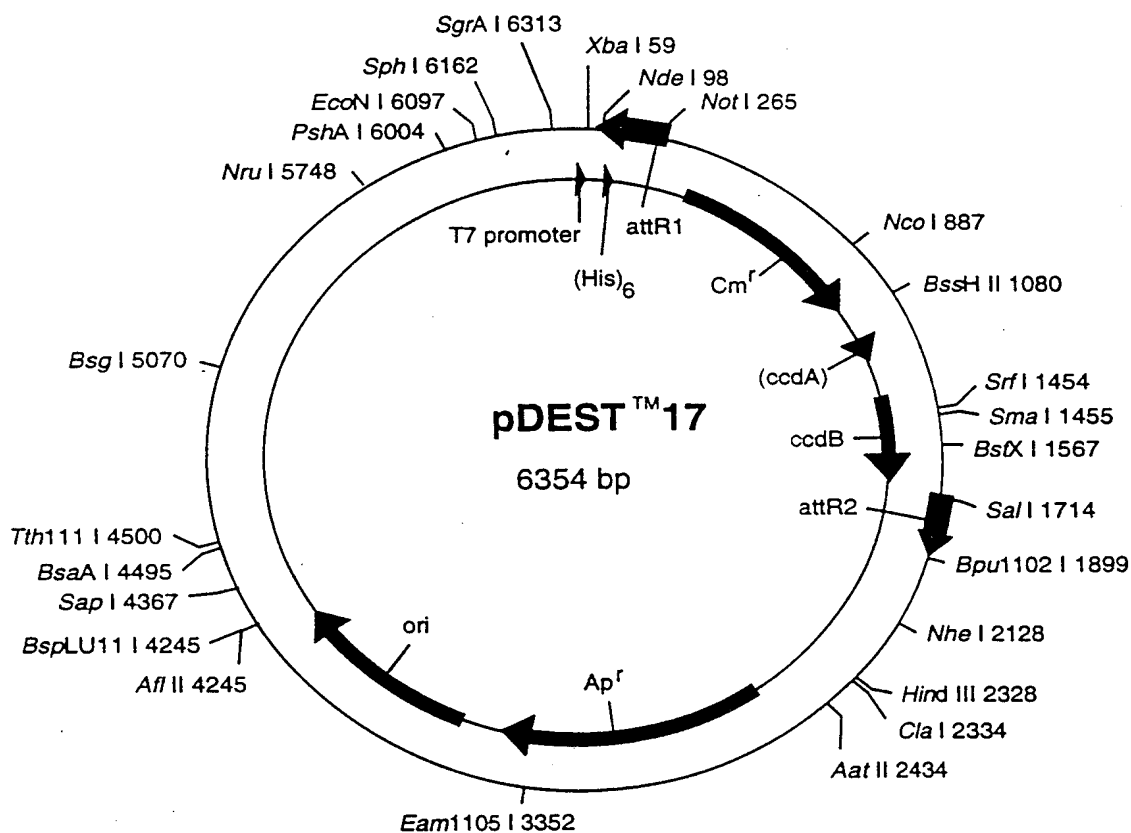 SgrA I 6313
Xba I 59
Sph I 6162
Nde I 98
EcoN I 6097
Not I 265
PshA I 6004
Nru I 5748
T7 promoter
attR1
Nco I 887
(His)6
Cmr
BssH II 1080
Bsg I 5070
(ccdA)
Srf I 1454
pDEST™17
Sma I 1455
ccdB
BstX I 1567
6354 bp
attR2
Sal I 1714
Tth111 I 4500
Bpu1102 I 1899
BsaA I 4495
Sap I 4367
ori
Nhe I 2128
BspLU11 I 4245
Afl II 4245
Apr
Hind III 2328
Cla I 2334
Aat II 2434
Eam1105 I 3352